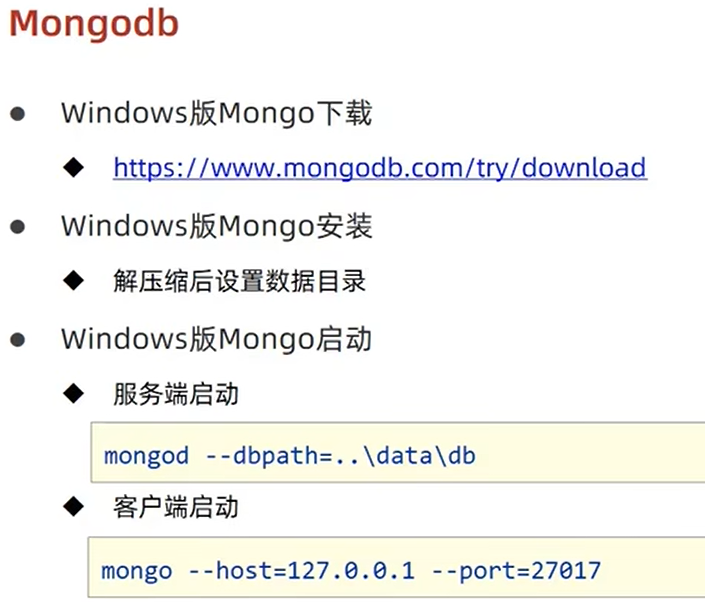 Mongodb
Windows版Mongo下载
https://www.mongodb.com/try/download
Windows版Mongo安装
解压缩后设置数据目录
Windows版Mongo启动
服务端启动
mongod --dbpath=..\data\db
客户端启动
mongo --host=127.0.0.1 --port=27017